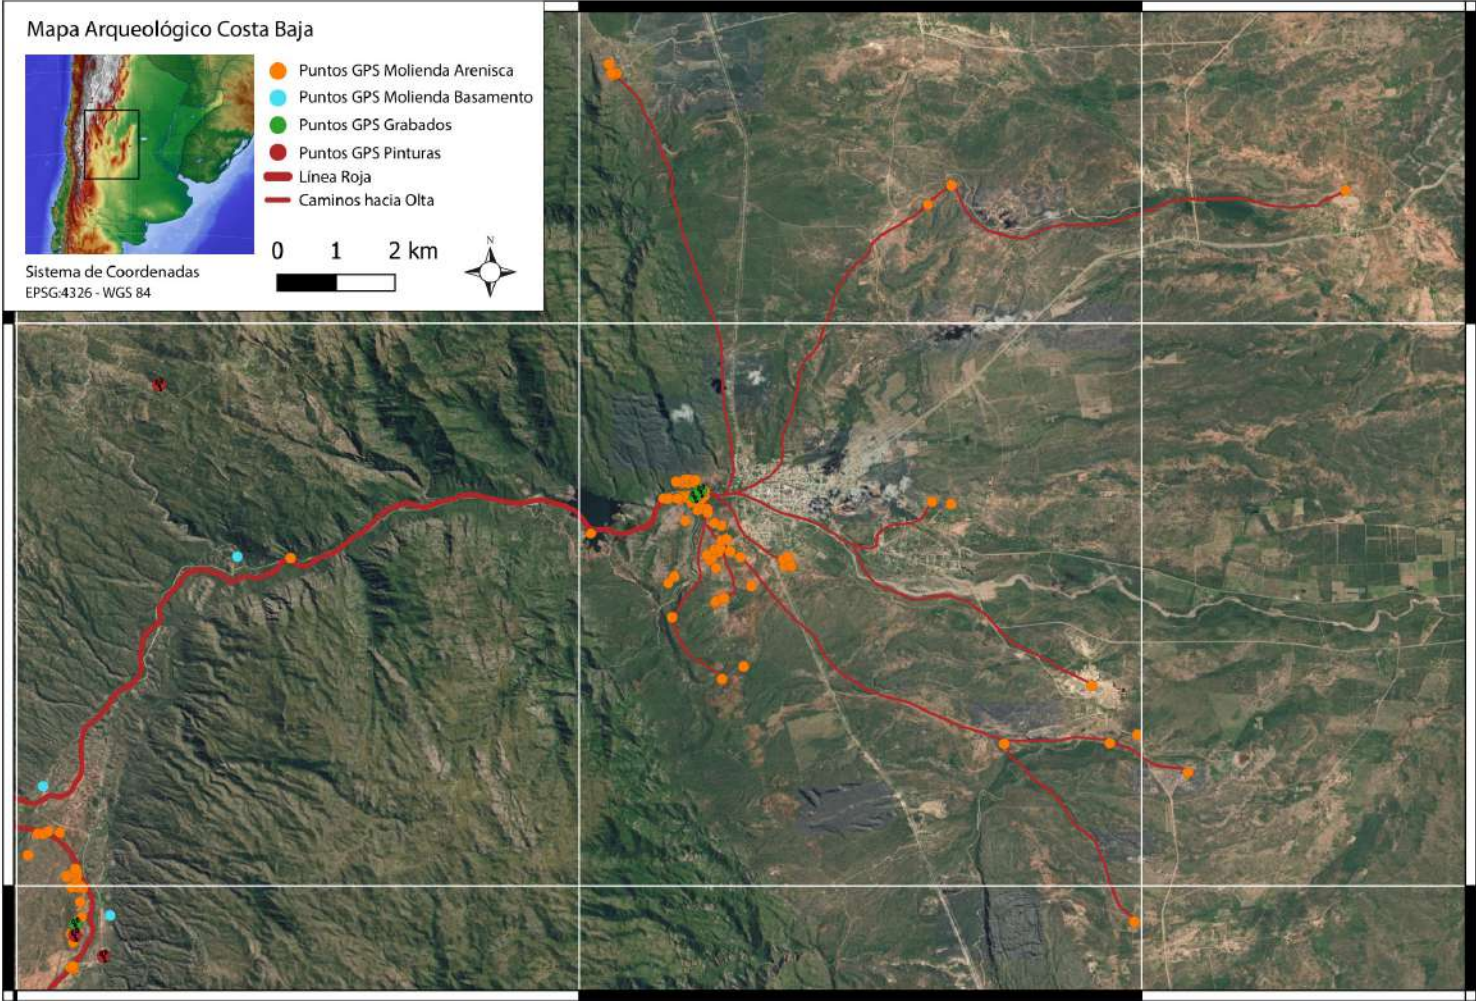 Mapa Arqueológico Costa Baja
Puntos GPS Molienda Arenisca
Puntos GPS Molienda Basamento
Puntos GPS Grabados
Puntos GPS Pinturas
Línea Roja
Caminos hacia Olta
0 1 2 km
N
Sistema de Coordenadas
EPSG:4326 - WGS 84